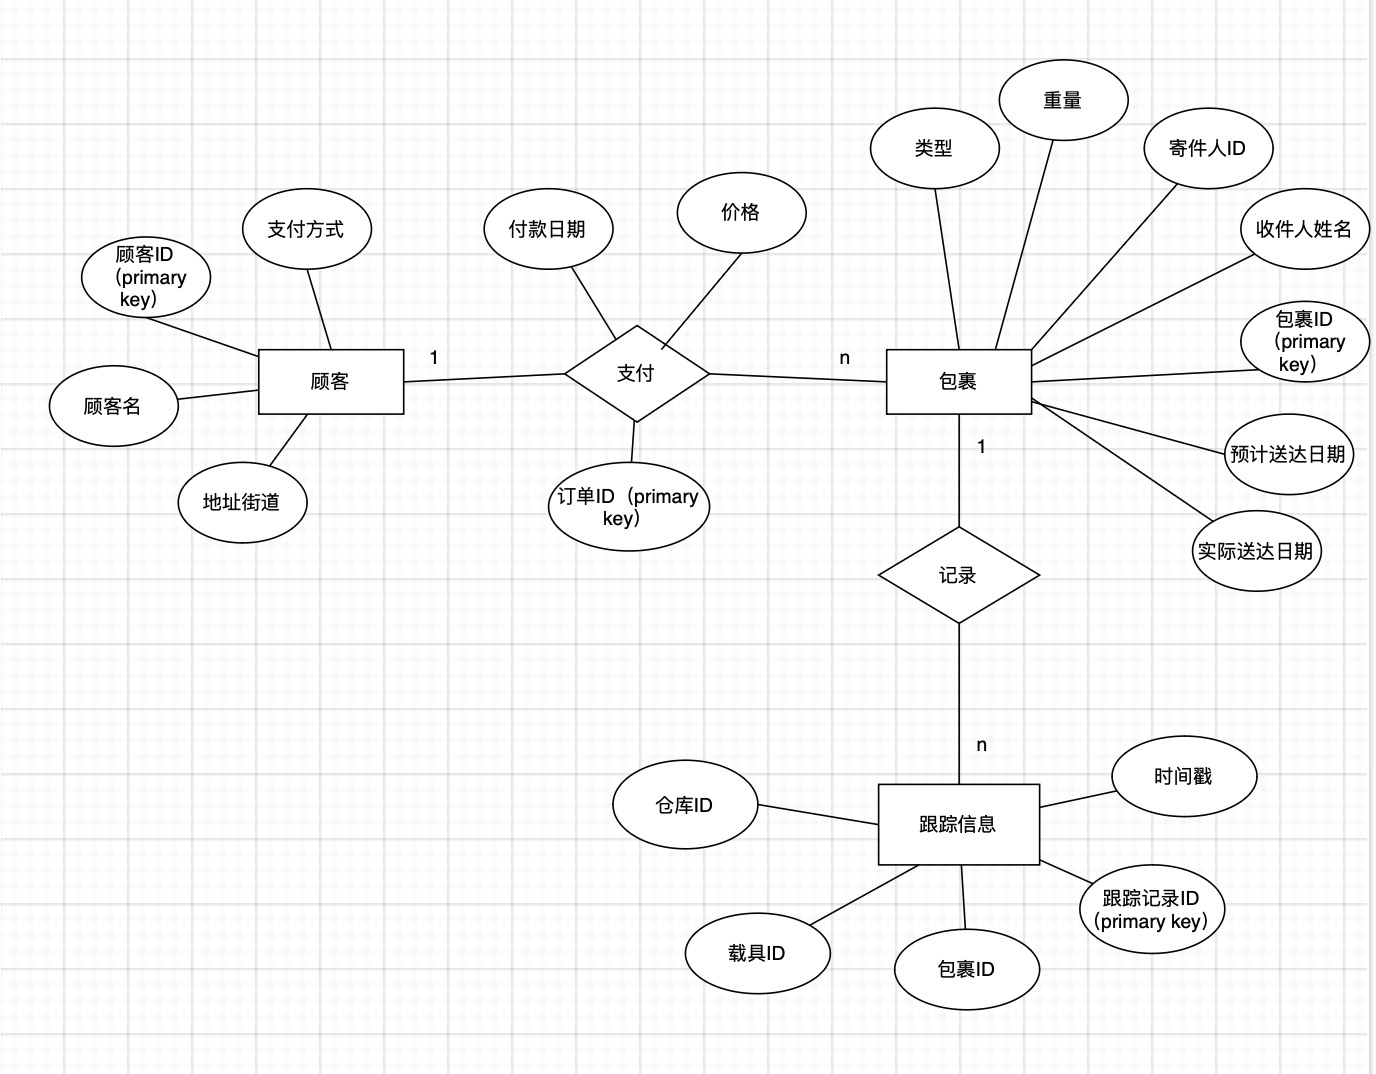 重量
类型
寄件人ID
价格
支付方式
付款日期
收件人姓名
顾客ID
（primary
key）
包裹ID
（primary
key）
1
n
顾客
支付
包裹
顾客名
1
预计送达日期
地址街道
订单ID（primary
key）
实际送达日期
记录
n
时间戳
仓库ID
跟踪信息
跟踪记录ID
(primary key）
载具ID
包裹ID